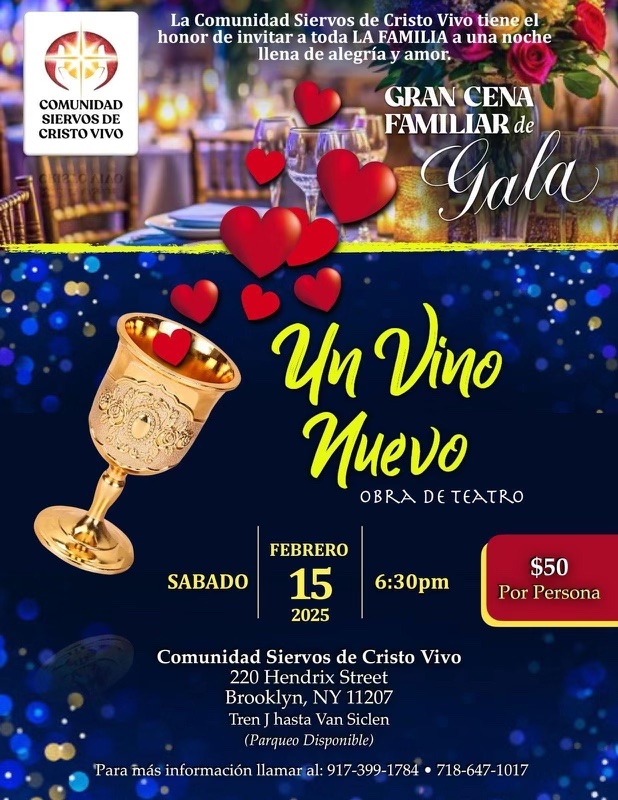 La Comunidad Siervos de Cristo Vivo tiene el
honor de invitar a toda LA FAMILIA a una noche
llena de alegría y amor.
COMUNIDAD
SIERVOS DE
CRISTO VIVO
GRAN CENA
FAMILIAR de
Gala
Un Vino
Nuevo
OBRA DE TEATRO
SABADO
FEBRERO
15
2025
6:30pm
$50
Por Persona
Comunidad Siervos de Cristo Vivo
220 Hendrix Street
Brooklyn, NY 11207
Tren J hasta Van Siclen
(Parqueo Disponible)
Para más información llamar al: 917-399-1784 • 718-647-1017